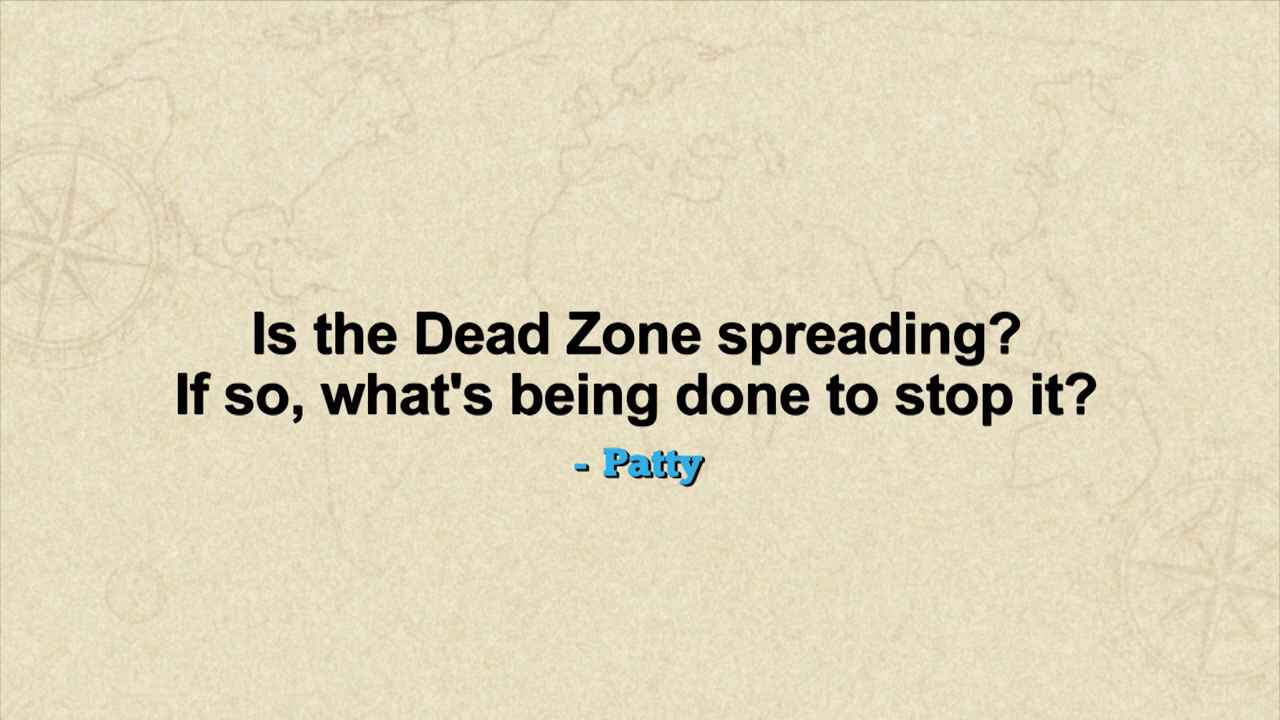 Is the Dead Zone spreading?
If so, what's being done to stop it?
- Patty